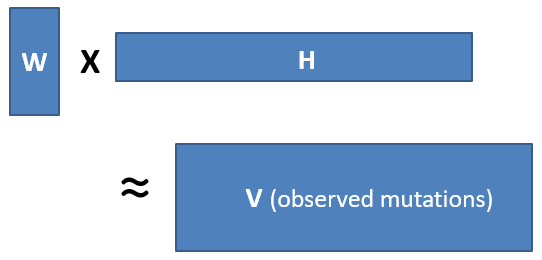 W X H
≈ V (observed mutations)